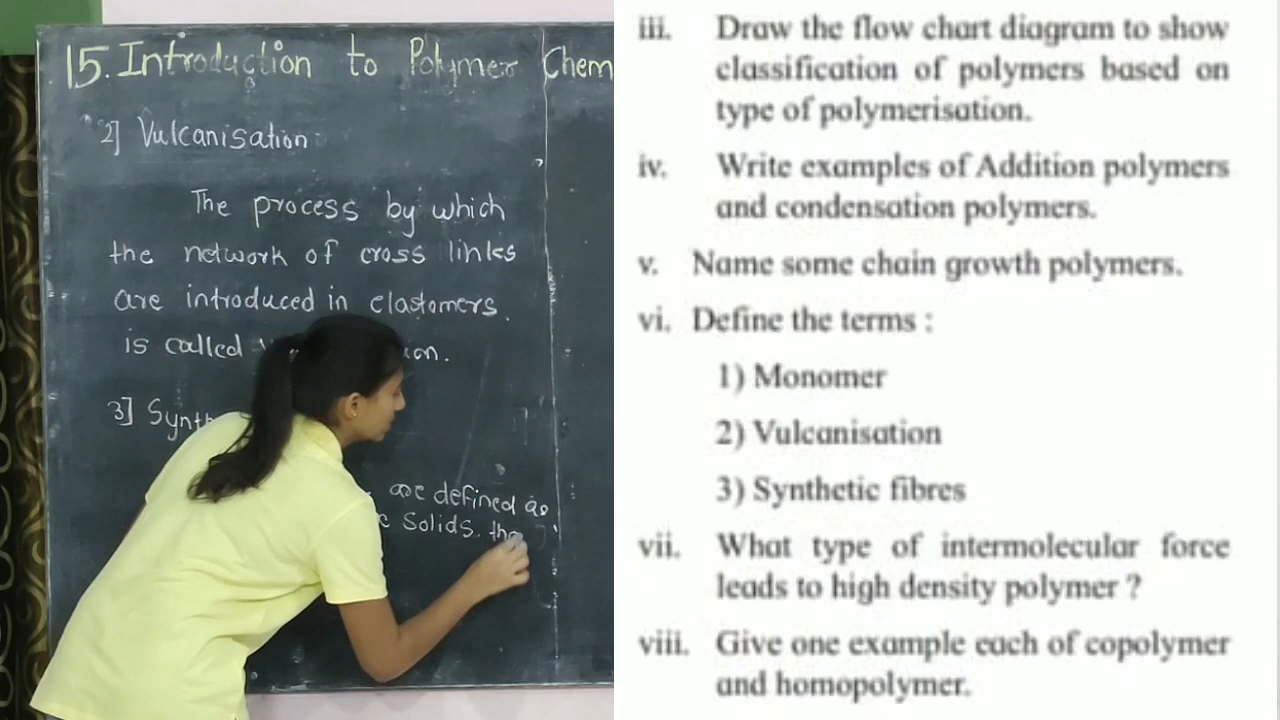 15. Introduction to Polymer Chem
2] Vulcanisation
The process by which
the network of cross links
are introduced in elastomers.
is called
3]
are defined as
solids. the
iii. Draw the flow chart diagram to show
classification of polymers based on
type of polymerisation.
iv. Write examples of Addition polymers
and condensation polymers.
v. Name some chain growth polymers.
vi. Define the terms :
1) Monomer
2) Vulcanisation
3) Synthetic fibres
vii. What type of intermolecular force
leads to high density polymer ?
viii. Give one example each of copolymer
and homopolymer.